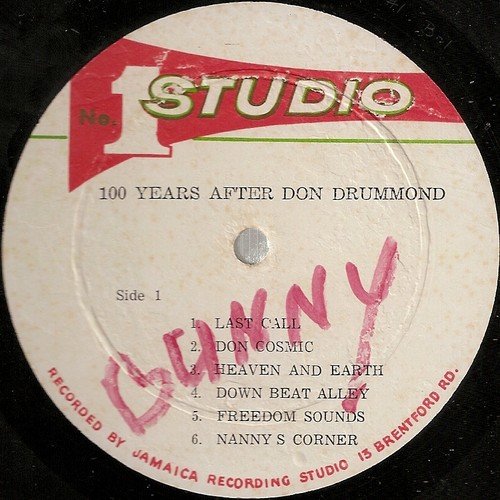 No. 1 STUDIO
100 YEARS AFTER DON DRUMMOND
Side 1
1. LAST CALL
2. DON COSMIC
3. HEAVEN AND EARTH
4. DOWN BEAT ALLEY
5. FREEDOM SOUNDS
6. NANNY S CORNER
BUNNY
RECORDED BY JAMAICA RECORDING STUDIO 13 BRENTFORD RD.